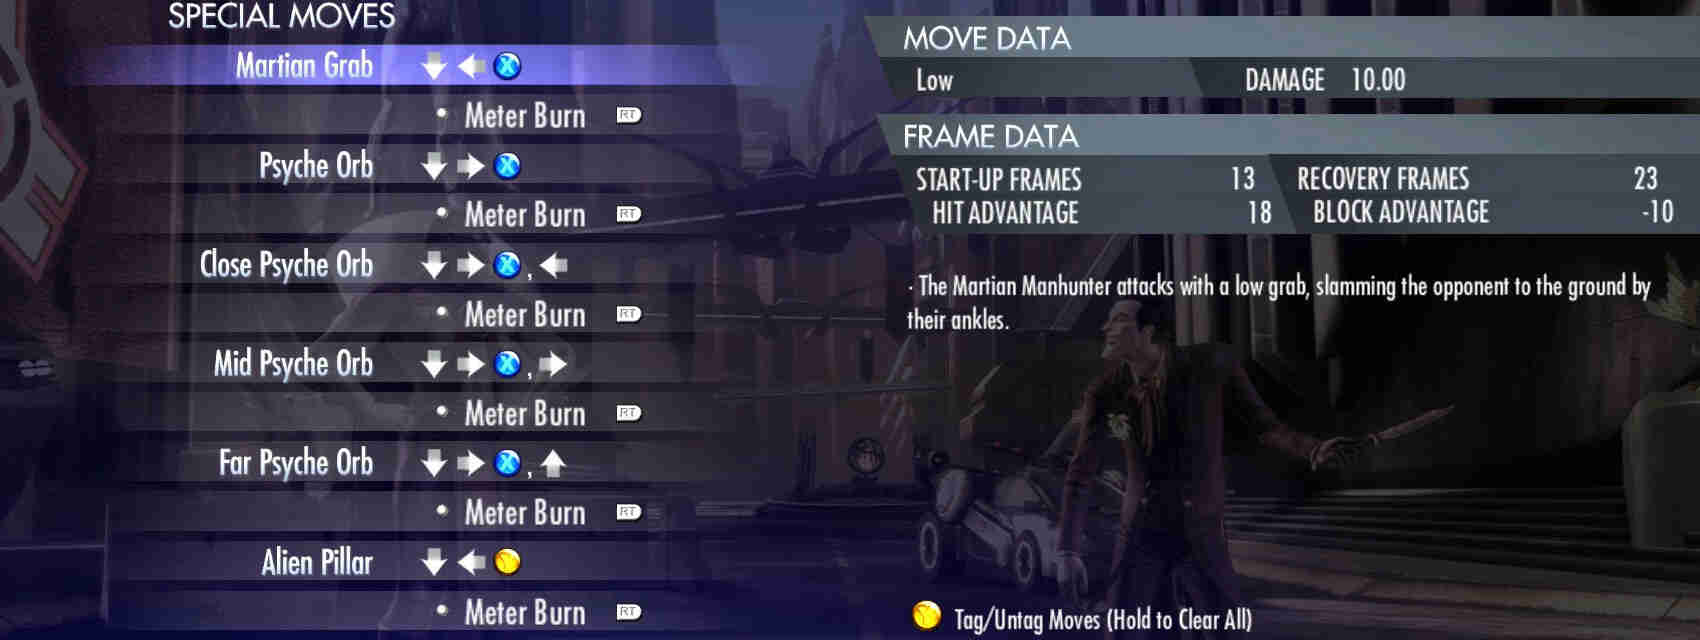 SPECIAL MOVES
Martian Grab X
• Meter Burn RT
Psyche Orb X
• Meter Burn RT
Close Psyche Orb X ,
• Meter Burn RT
Mid Psyche Orb X ,
• Meter Burn RT
Far Psyche Orb X ,
• Meter Burn RT
Alien Pillar Y
• Meter Burn RT
MOVE DATA
Low DAMAGE 10.00
FRAME DATA
START-UP FRAMES 13 RECOVERY FRAMES 23
HIT ADVANTAGE 18 BLOCK ADVANTAGE -10
· The Martian Manhunter attacks with a low grab, slamming the opponent to the ground by
their ankles.
Y Tag/Untag Moves (Hold to Clear All)